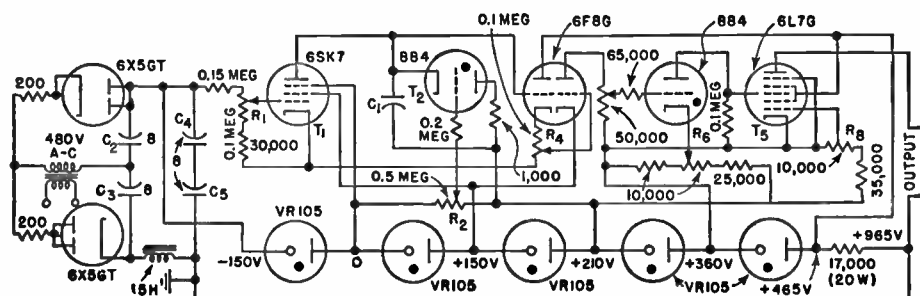 0.1 MEG
6F8G
884
6L7G
6X5GT
200
0.15 MEG
6SK7
884
65,000
C1
T2
C4
R1
T1
0.1 MEG
30,000
0.2 MEG
R4
50,000
R6
0.1 MEG
T5
R8
C2 8
480V
A-C
8
C3 8
C5
1,000
10,000
25,000
10,000
35,000
0.5 MEG
R2
200
VR105
OUTPUT
6X5GT
15H
-150V
0
VR105
+150V
VR105
+210V
+360V
VR105
+465V
+965V
17,000
(20W)